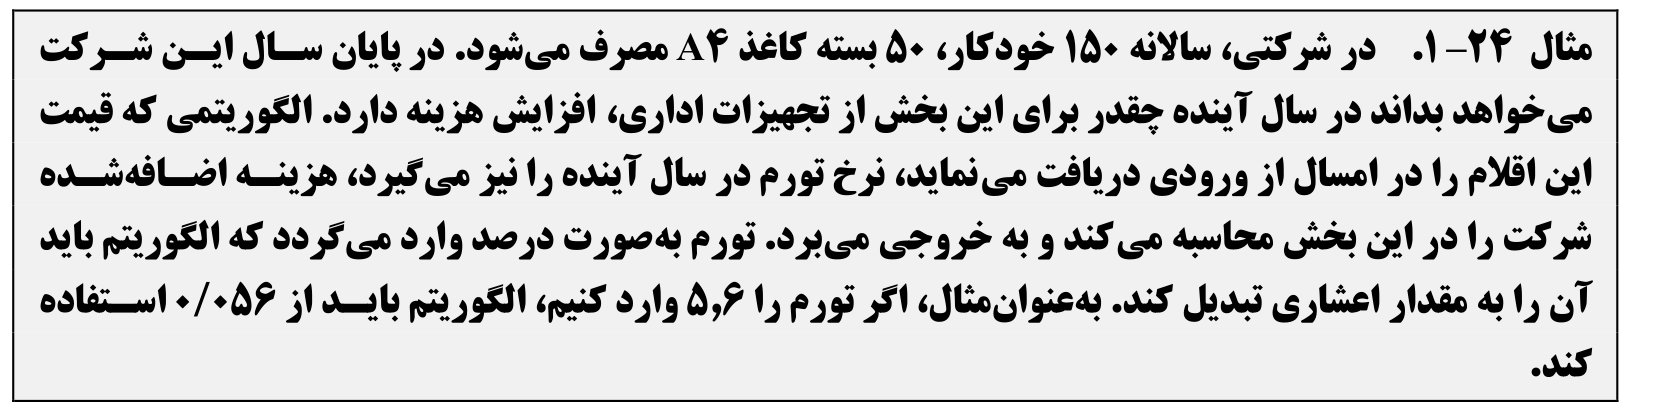 مثال ۲۴–۱. در شرکتی، سالانه ۱۵۰ خودکار، ۵۰ بسته کاغذ A۴ مصرف می‌شود. در پایان سال این شرکت
می‌خواهد بداند در سال آینده چقدر برای این بخش از تجهیزات اداری، افزایش هزینه دارد. الگوریتمی که قیمت
این اقلام را در امسال از ورودی دریافت می‌نماید، نرخ تورم در سال آینده را نیز می‌گیرد، هزینه اضافه‌شده
شرکت را در این بخش محاسبه می‌کند و به خروجی می‌برد. تورم به‌صورت درصد وارد می‌گردد که الگوریتم باید
آن را به مقدار اعشاری تبدیل کند. به‌عنوان‌مثال، اگر تورم را ۵,۶ وارد کنیم، الگوریتم باید از ۰/۰۵۶ استفاده
کند.